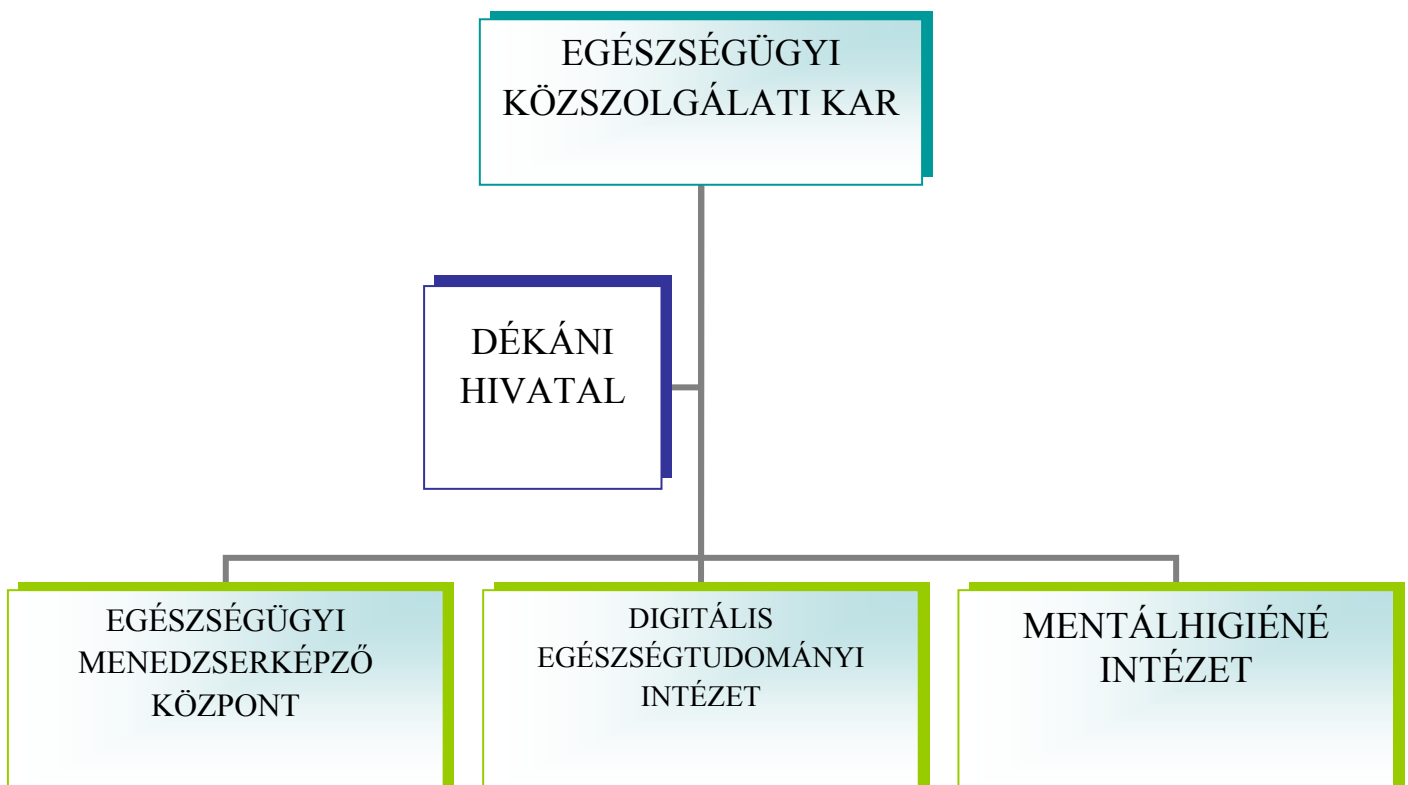 EGÉSZSÉGÜGYI
KÖZSZOLGÁLATI KAR
DÉKÁNI
HIVATAL
EGÉSZSÉGÜGYI
MENEDZSERKÉPZŐ
KÖZPONT
DIGITÁLIS
EGÉSZSÉGTUDOMÁNYI
INTÉZET
MENTÁLHIGIÉNÉ
INTÉZET